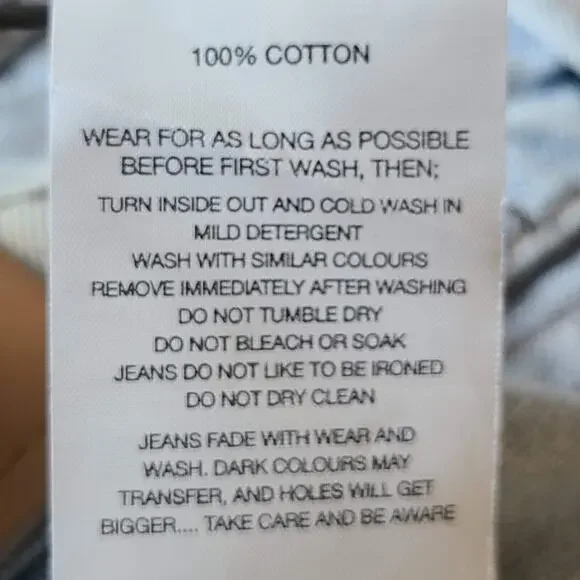 100% COTTON
WEAR FOR AS LONG AS POSSIBLE
BEFORE FIRST WASH, THEN;
TURN INSIDE OUT AND COLD WASH IN
MILD DETERGENT
WASH WITH SIMILAR COLOURS
REMOVE IMMEDIATELY AFTER WASHING
DO NOT TUMBLE DRY
DO NOT BLEACH OR SOAK
JEANS DO NOT LIKE TO BE IRONED
DO NOT DRY CLEAN
JEANS FADE WITH WEAR AND
WASH. DARK COLOURS MAY
TRANSFER, AND HOLES WILL GET
BIGGER.... TAKE CARE AND BE AWARE